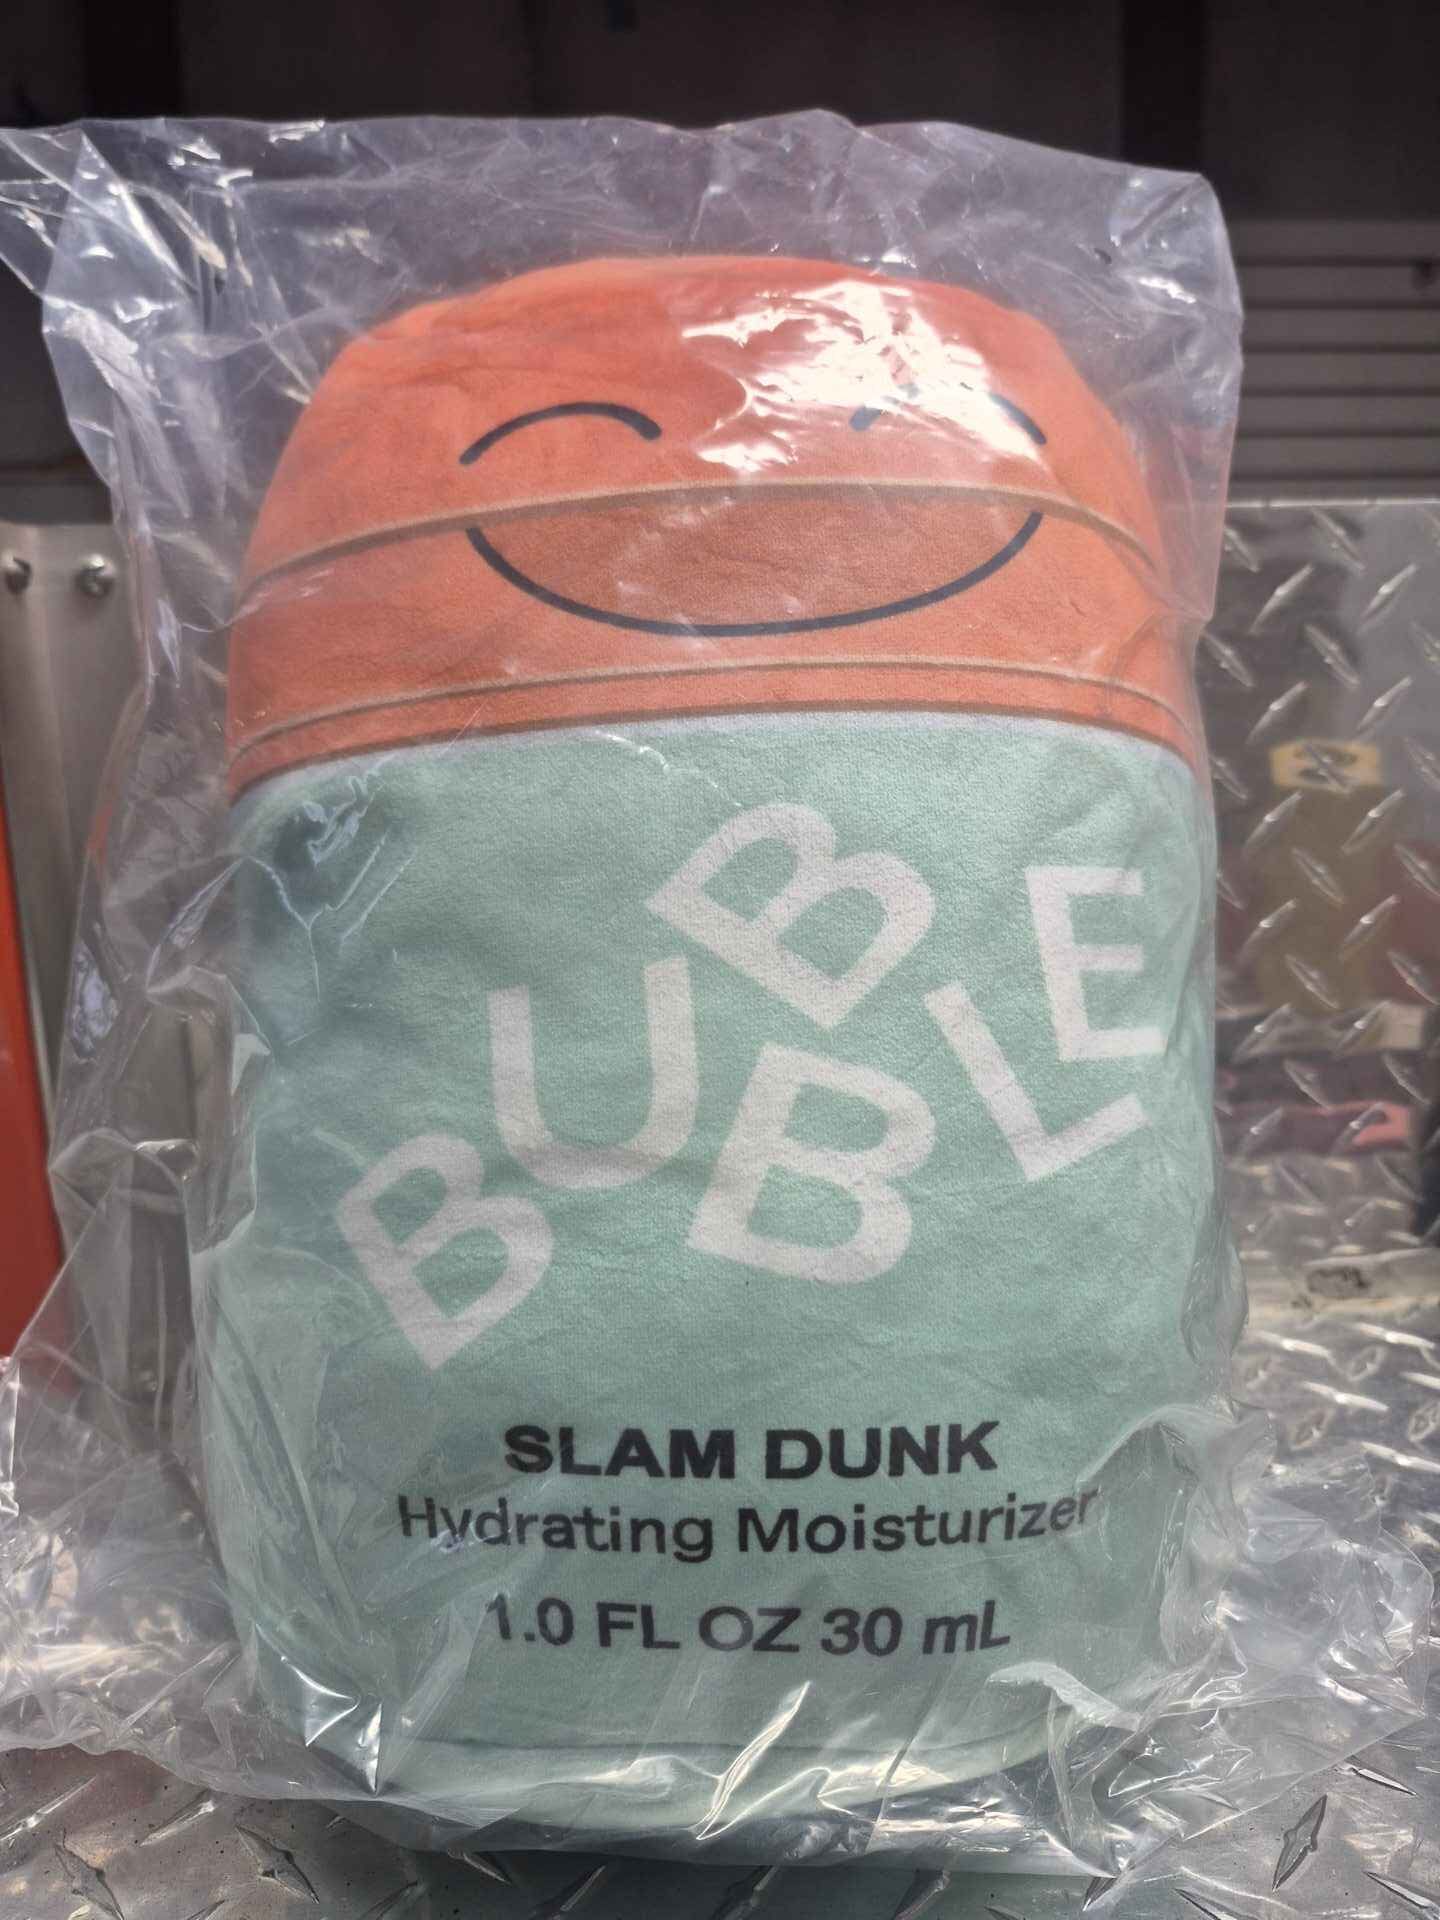 BUBBLE
SLAM DUNK
Hydrating Moisturizer
1.0 FL OZ 30 mL